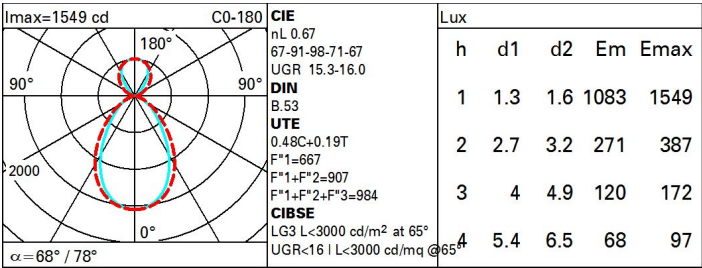 Imax=1549 cd C0-180
180°
90° 90°
2000
0°
α=68° / 78°
CIE
nL 0.67
67-91-98-71-67
UGR 15.3-16.0
DIN
B.53
UTE
0.48C+0.19T
F"1=667
F"1+F"2=907
F"1+F"2+F"3=984
CIBSE
LG3 L<3000 cd/m² at 65°
UGR<16 | L<3000 cd/mq @65°
Lux
h d1 d2 Em Emax
1 1.3 1.6 1083 1549
2 2.7 3.2 271 387
3 4 4.9 120 172
4 5.4 6.5 68 97